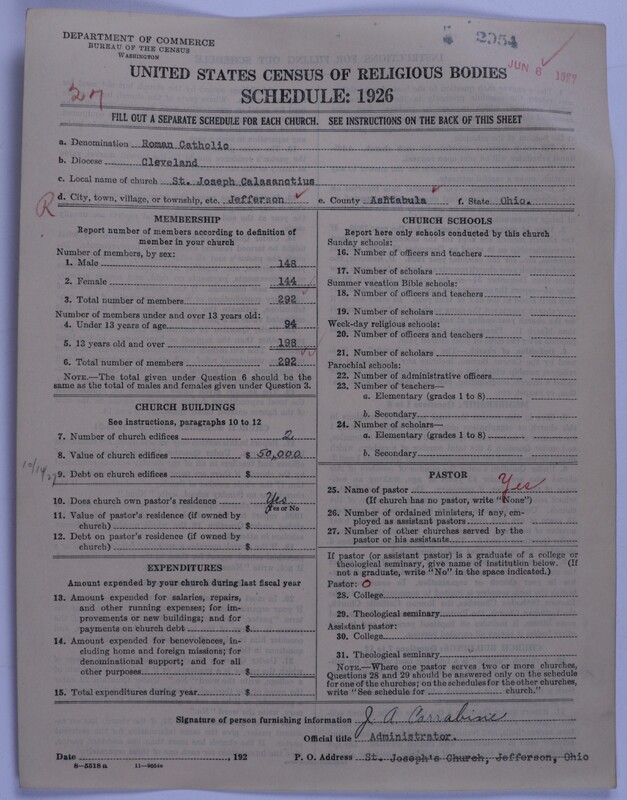 DEPARTMENT OF COMMERCE
BUREAU OF THE CENSUS
WASHINGTON
2954
JUN 6 1927
UNITED STATES CENSUS OF RELIGIOUS BODIES
SCHEDULE: 1926
27
FILL OUT A SEPARATE SCHEDULE FOR EACH CHURCH. SEE INSTRUCTIONS ON THE BACK OF THIS SHEET
a. Denomination Roman Catholic
b. Diocese Cleveland
c. Local name of church St. Joseph Calasanctius
R d. City, town, village, or township, etc. Jefferson e. County Ashtabula f. State Ohio.
MEMBERSHIP
Report number of members according to definition of
member in your church
Number of members, by sex:
1. Male 148
2. Female 144
3. Total number of members 292
Number of members under and over 13 years old:
4. Under 13 years of age 94
5. 13 years old and over 198
6. Total number of members 292
NOTE.—The total given under Question 6 should be the
same as the total of males and females given under Question 3.
CHURCH BUILDINGS
See instructions, paragraphs 10 to 12
7. Number of church edifices 2
8. Value of church edifices $ 50,000
10/14/27
9. Debt on church edifices $
10. Does church own pastor's residence Yes
Yes or No
11. Value of pastor's residence (if owned by
church) $
12. Debt on pastor's residence (if owned by
church) $
EXPENDITURES
Amount expended by your church during last fiscal year
13. Amount expended for salaries, repairs,
and other running expenses; for im-
provements or new buildings; and for
payments on church debt $
14. Amount expended for benevolences, in-
cluding home and foreign missions; for
denominational support; and for all
other purposes $
15. Total expenditures during year $
CHURCH SCHOOLS
Report here only schools conducted by this church
Sunday schools:
16. Number of officers and teachers
17. Number of scholars
Summer vacation Bible schools:
18. Number of officers and teachers
19. Number of scholars
Week-day religious schools:
20. Number of officers and teachers
21. Number of scholars
Parochial schools:
22. Number of administrative officers
23. Number of teachers—
a. Elementary (grades 1 to 8)
b. Secondary
24. Number of scholars—
a. Elementary (grades 1 to 8)
b. Secondary
PASTOR
25. Name of pastor Yes
(If church has no pastor, write "None")
26. Number of ordained ministers, if any, em-
ployed as assistant pastors
27. Number of other churches served by the
pastor or his assistants
If pastor (or assistant pastor) is a graduate of a college or
theological seminary, give name of institution below. (If
not a graduate, write "No" in the space indicated.)
Pastor: O
28. College
29. Theological seminary
Assistant pastor:
30. College
31. Theological seminary
NOTE.—Where one pastor serves two or more churches,
Questions 28 and 29 should be answered only on the schedule
for one of the churches; on the schedules for the other churches,
write "See schedule for church."
Signature of person furnishing information J. A. Carrabine
Official title Administrator.
Date , 192 P. O. Address St. Joseph's Church, Jefferson, Ohio
8—5518 a